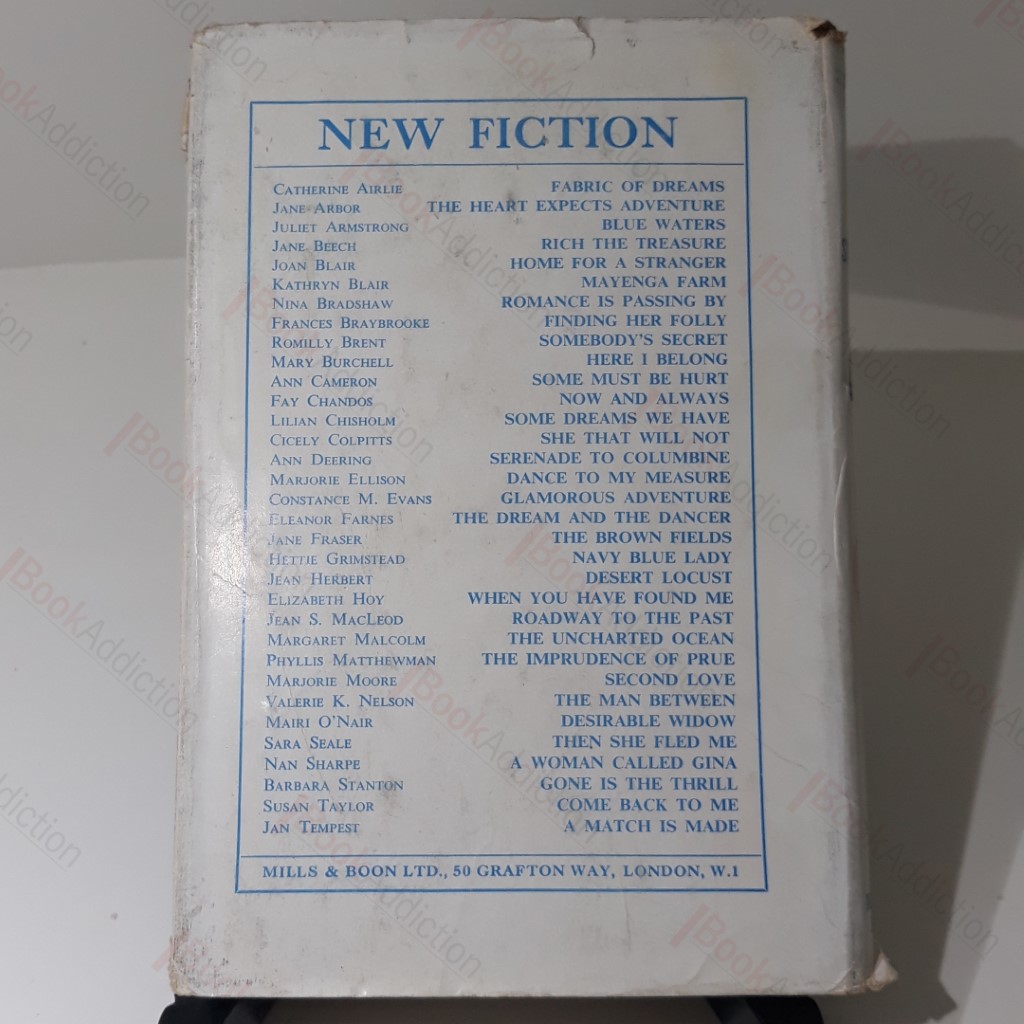 NEW FICTION
CATHERINE AIRLIE FABRIC OF DREAMS
JANE ARBOR THE HEART EXPECTS ADVENTURE
JULIET ARMSTRONG BLUE WATERS
JANE BEECH RICH THE TREASURE
JOAN BLAIR HOME FOR A STRANGER
KATHRYN BLAIR MAYENGA FARM
NINA BRADSHAW ROMANCE IS PASSING BY
FRANCES BRAYBROOKE FINDING HER FOLLY
ROMILLY BRENT SOMEBODY'S SECRET
MARY BURCHELL HERE I BELONG
ANN CAMERON SOME MUST BE HURT
FAY CHANDOS NOW AND ALWAYS
LILIAN CHISHOLM SOME DREAMS WE HAVE
CICELY COLPITTS SHE THAT WILL NOT
ANN DEERING SERENADE TO COLUMBINE
MARJORIE ELLISON DANCE TO MY MEASURE
CONSTANCE M. EVANS GLAMOROUS ADVENTURE
ELEANOR FARNES THE DREAM AND THE DANCER
JANE FRASER THE BROWN FIELDS
HETTIE GRIMSTEAD NAVY BLUE LADY
JEAN HERBERT DESERT LOCUST
ELIZABETH HOY WHEN YOU HAVE FOUND ME
JEAN S. MACLEOD ROADWAY TO THE PAST
MARGARET MALCOLM THE UNCHARTED OCEAN
PHYLLIS MATTHEWMAN THE IMPRUDENCE OF PRUE
MARJORIE MOORE SECOND LOVE
VALERIE K. NELSON THE MAN BETWEEN
MAIRI O'NAIR DESIRABLE WIDOW
SARA SEALE THEN SHE FLED ME
NAN SHARPE A WOMAN CALLED GINA
BARBARA STANTON GONE IS THE THRILL
SUSAN TAYLOR COME BACK TO ME
JAN TEMPEST A MATCH IS MADE
MILLS & BOON LTD., 50 GRAFTON WAY, LONDON, W.1
BookAddiction